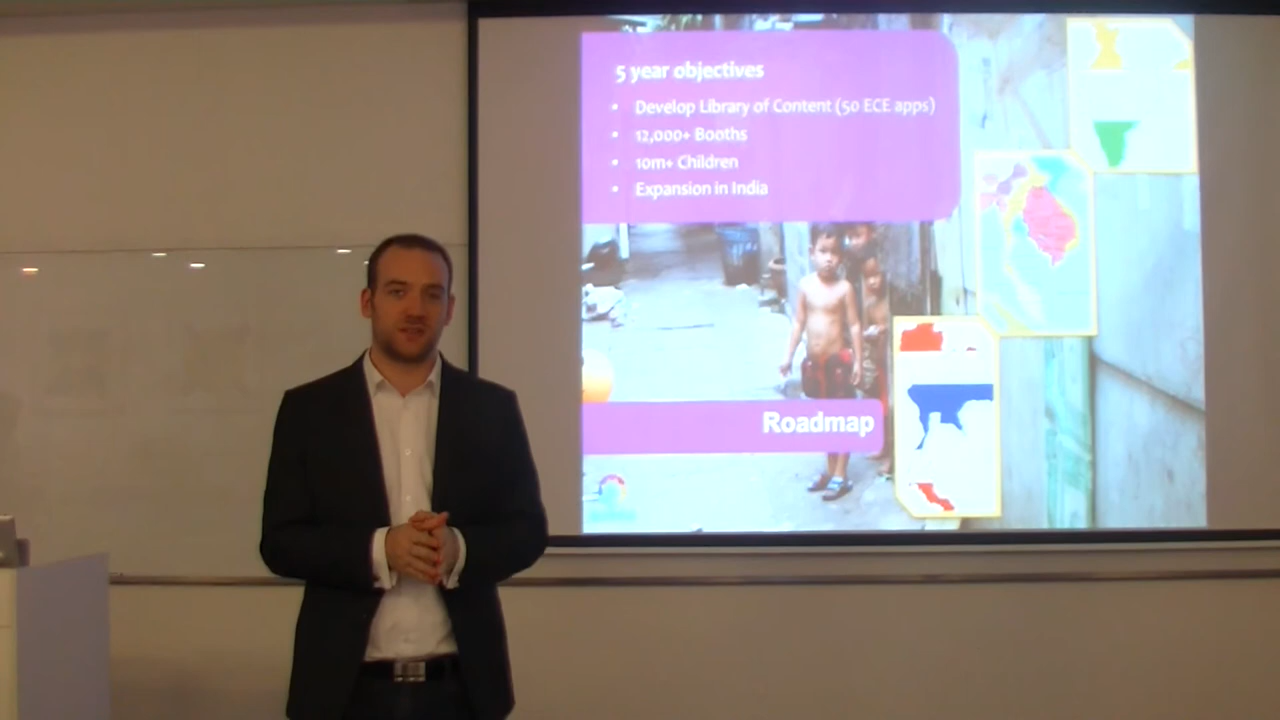 5 year objectives
• Develop Library of Content (50 ECE apps)
• 12,000+ Booths
• 10m+ Children
• Expansion in India
Roadmap